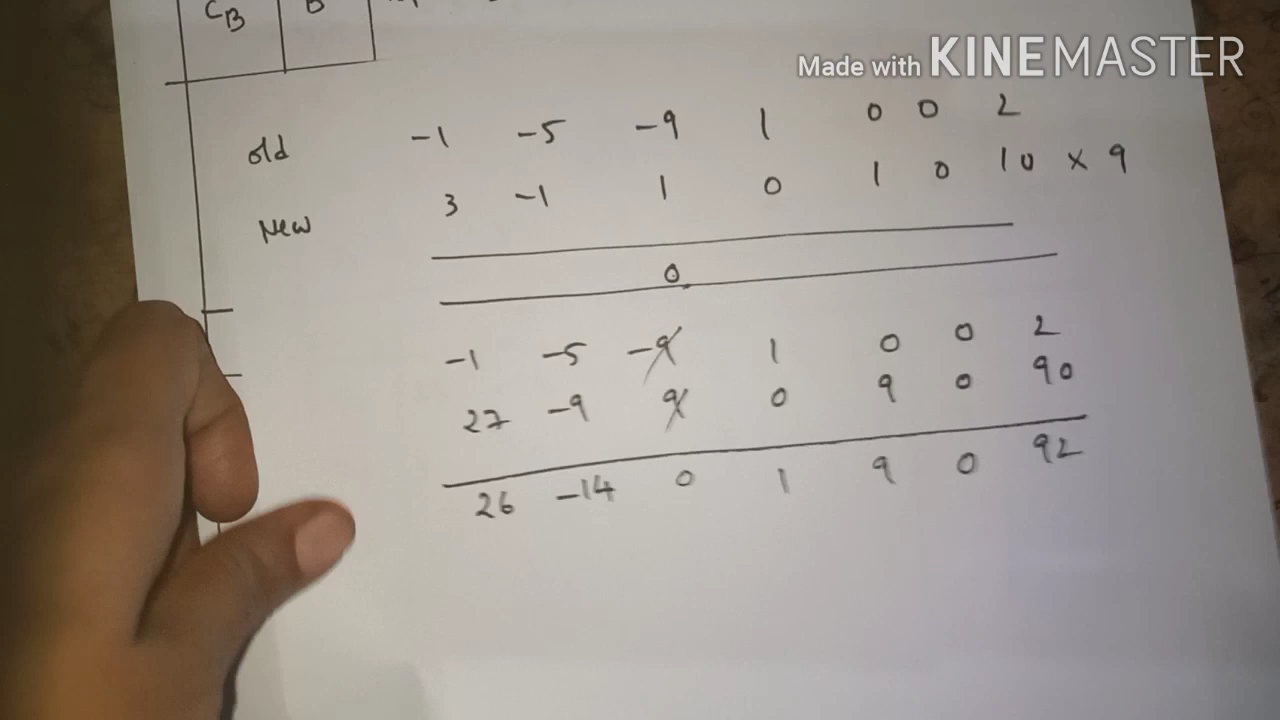 CB B
Made with KINEMASTER
old -1 -5 -9 1 0 0 2
New 3 -1 1 0 1 0 10 × 9
0
-1 -5 -9 1 0 0 2
27 -9 9 0 9 0 90
26 -14 0 1 9 0 92